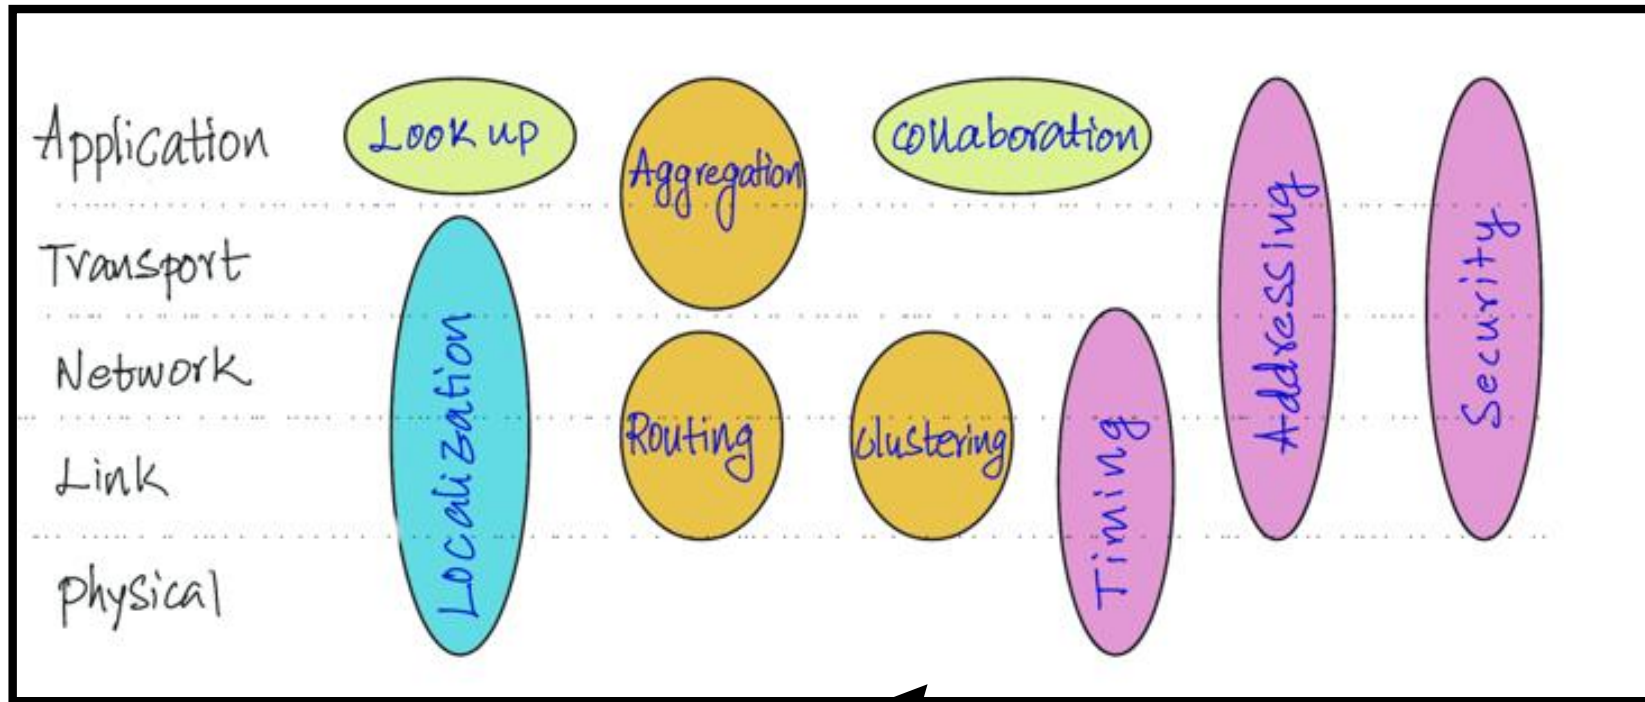 Application
Look up
Aggregation
collaboration
Transport
Network
Link
physical
Localization
Routing
clustering
Timing
Addressing
Security